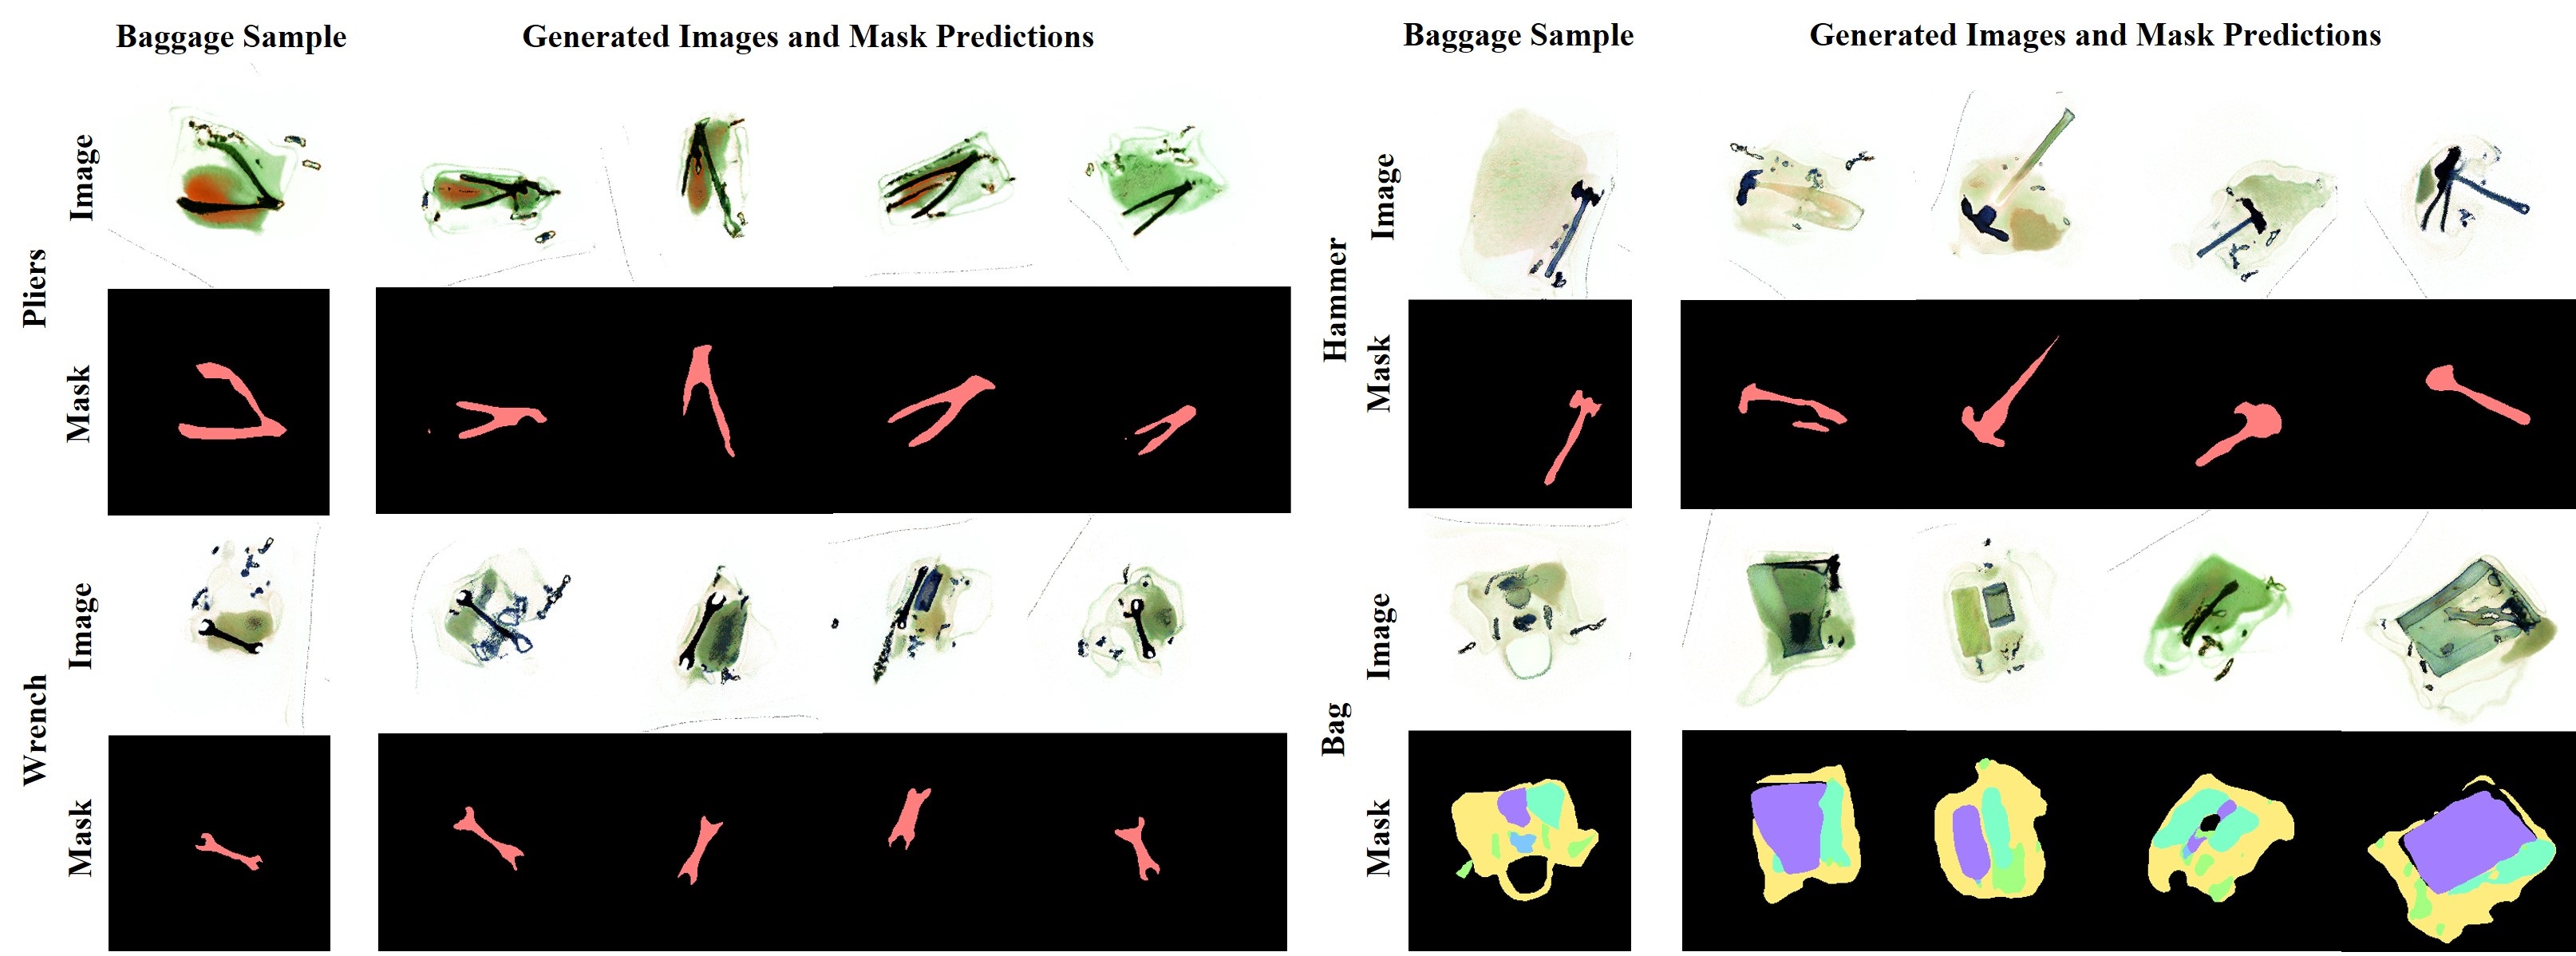 Baggage Sample
Generated Images and Mask Predictions
Pliers
Image
Mask
Wrench
Image
Mask
Baggage Sample
Generated Images and Mask Predictions
Hammer
Image
Mask
Bag
Image
Mask